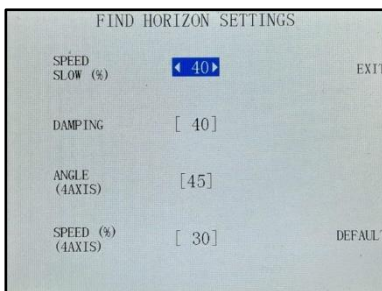 FIND HORIZON SETTINGS
SPEED
SLOW (%)
◀ 40▶
EXIT
DAMPING
[ 40]
ANGLE
(4AXIS)
[45]
SPEED (%)
(4AXIS)
[ 30]
DEFAULT